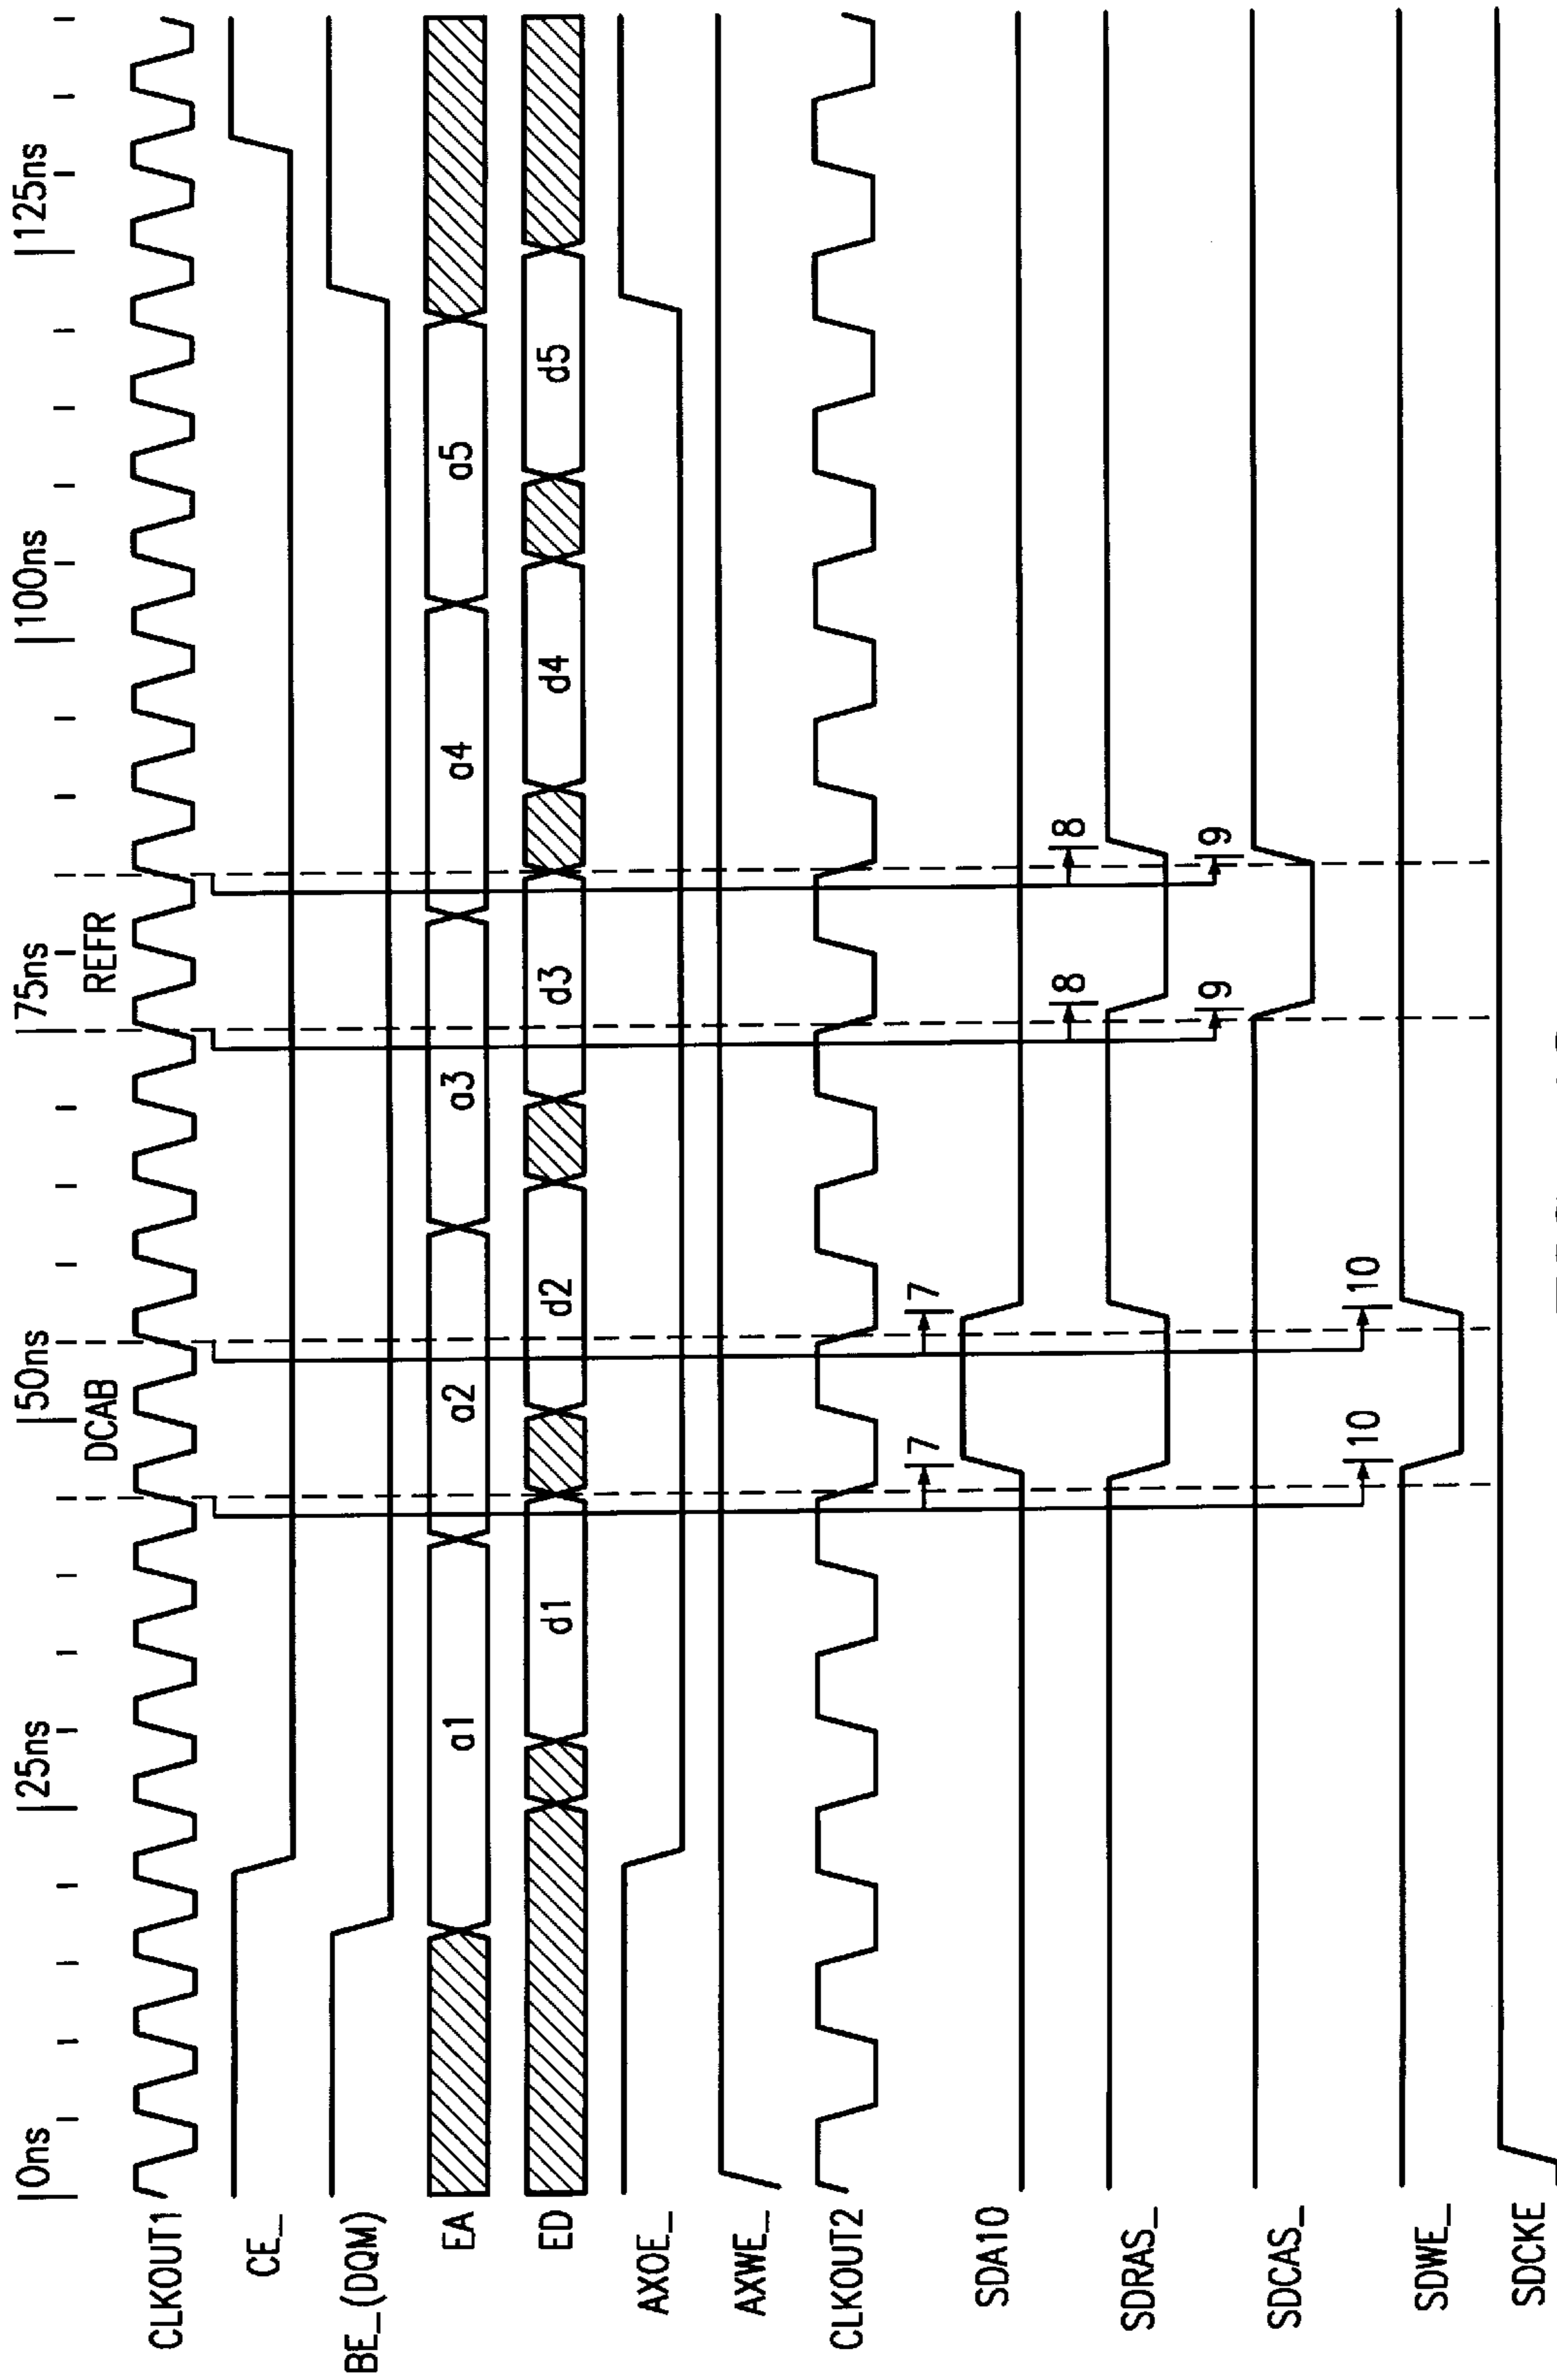 0ns 25ns 50ns 75ns 100ns 125ns
DCAB REFR
CLKOUT1
CE_
BE_(DQM)
EA a1 a2 a3 a4 a5
ED d1 d2 d3 d4 d5
AXOE_
AXWE_
CLKOUT2
7 7
SDA10
8 8
SDRAS_
9 9
SDCAS_
10 10
SDWE_
SDCKE